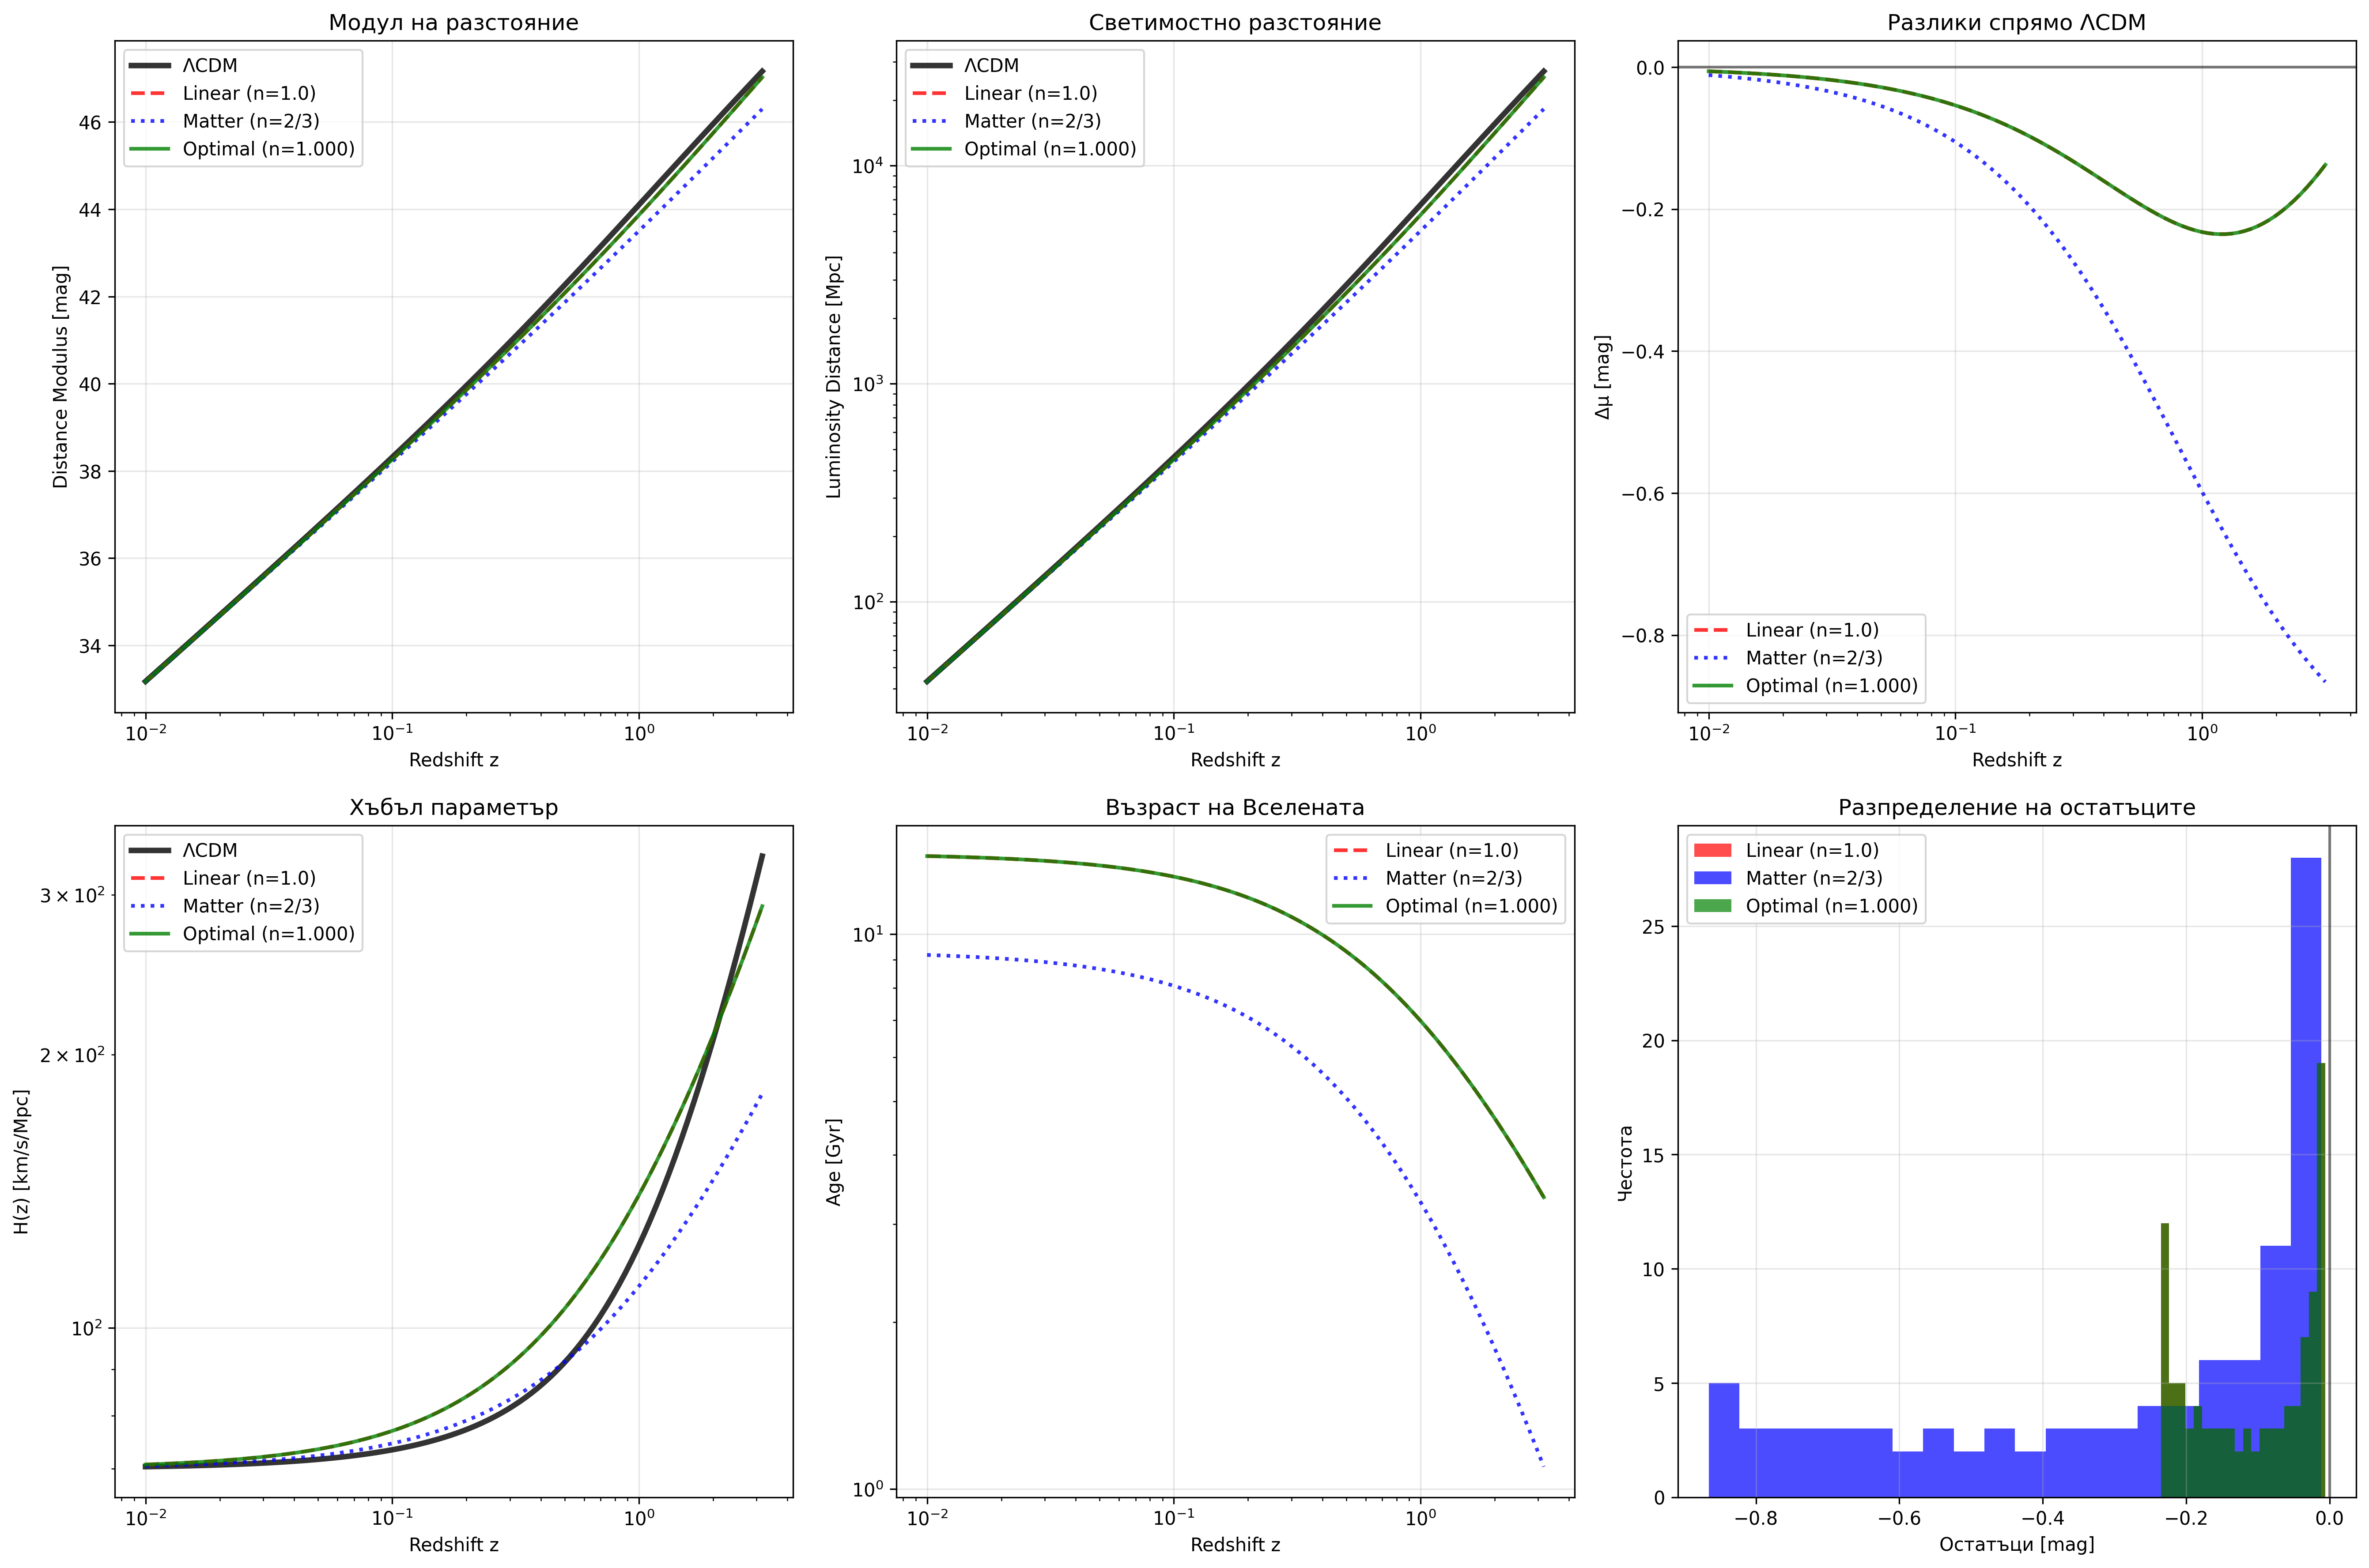 Модул на разстояние
ΛCDM
Linear (n=1.0)
Matter (n=2/3)
Optimal (n=1.000)
46
44
42
40
38
36
34
Distance Modulus [mag]
10⁻²
10⁻¹
10⁰
Redshift z
Светимостно разстояние
ΛCDM
Linear (n=1.0)
Matter (n=2/3)
Optimal (n=1.000)
10⁴
10³
10²
Luminosity Distance [Mpc]
10⁻²
10⁻¹
10⁰
Redshift z
Разлики спрямо ΛCDM
0.0
−0.2
−0.4
−0.6
−0.8
Δμ [mag]
Linear (n=1.0)
Matter (n=2/3)
Optimal (n=1.000)
10⁻²
10⁻¹
10⁰
Redshift z
Хъбъл параметър
ΛCDM
Linear (n=1.0)
Matter (n=2/3)
Optimal (n=1.000)
3 × 10²
2 × 10²
10²
H(z) [km/s/Mpc]
10⁻²
10⁻¹
10⁰
Redshift z
Възраст на Вселената
Linear (n=1.0)
Matter (n=2/3)
Optimal (n=1.000)
10¹
10⁰
Age [Gyr]
10⁻²
10⁻¹
10⁰
Redshift z
Разпределение на остатъците
Linear (n=1.0)
Matter (n=2/3)
Optimal (n=1.000)
25
20
15
10
5
0
Честота
−0.8
−0.6
−0.4
−0.2
0.0
Остатъци [mag]